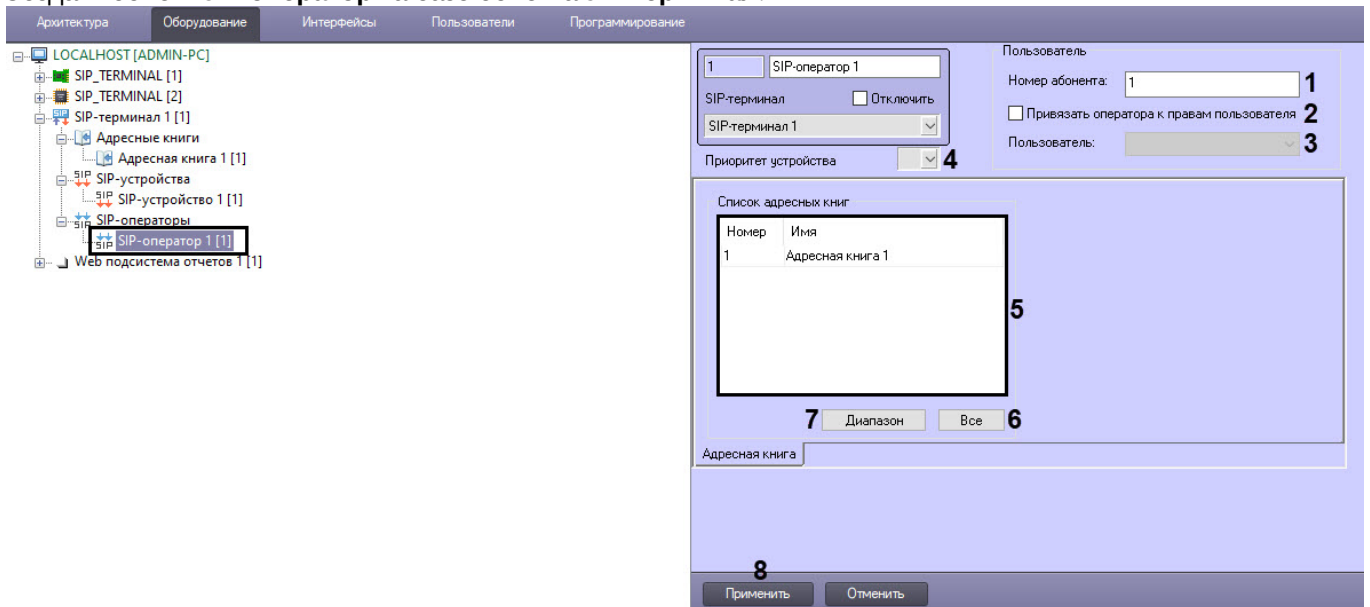 Архитектура Оборудование Интерфейсы Пользователи Программирование
LOCALHOST [ADMIN-PC]
SIP_TERMINAL [1]
SIP_TERMINAL [2]
SIP-терминал 1 [1]
Адресные книги
Адресная книга 1 [1]
SIP-устройства
SIP-устройство 1 [1]
SIP-операторы
SIP-оператор 1 [1]
Web подсистема отчетов 1 [1]
1 SIP-оператор 1
SIP-терминал Отключить
SIP-терминал 1
Приоритет устройства 4
Пользователь
Номер абонента: 1 1
Привязать оператора к правам пользователя 2
Пользователь: 3
Список адресных книг
Номер Имя
1 Адресная книга 1
5
7 Диапазон Все 6
Адресная книга
8
Применить Отменить